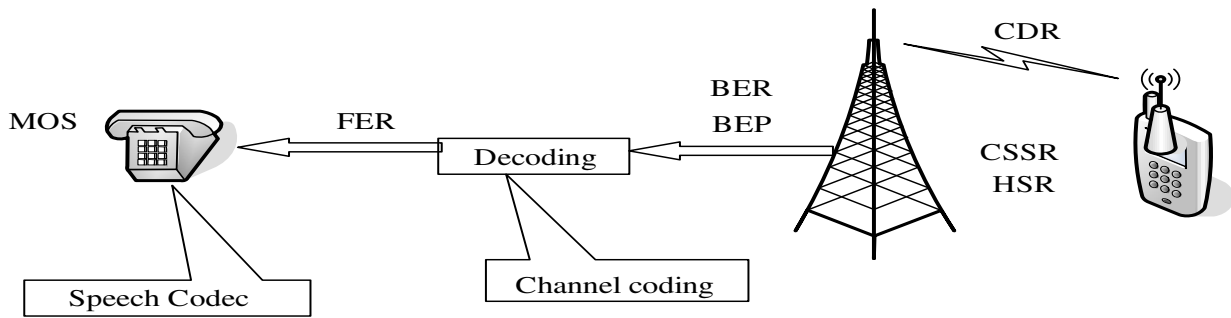 CDR
BER
BEP
MOS
FER
Decoding
CSSR
HSR
Speech Codec
Channel coding